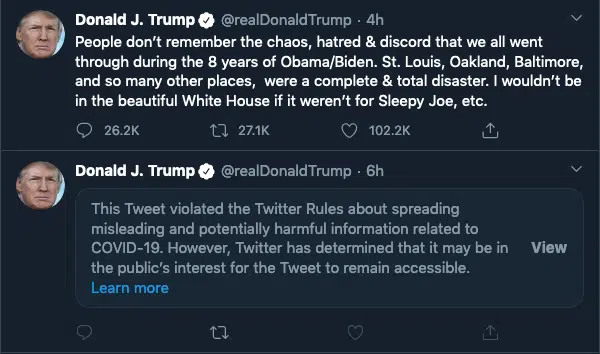 Donald J. Trump @realDonaldTrump · 4h
People don’t remember the chaos, hatred & discord that we all went
through during the 8 years of Obama/Biden. St. Louis, Oakland, Baltimore,
and so many other places,  were a complete & total disaster. I wouldn’t be
in the beautiful White House if it weren’t for Sleepy Joe, etc.
26.2K 27.1K 102.2K
Donald J. Trump @realDonaldTrump · 6h
This Tweet violated the Twitter Rules about spreading
misleading and potentially harmful information related to
COVID-19. However, Twitter has determined that it may be in
the public’s interest for the Tweet to remain accessible.
View
Learn more